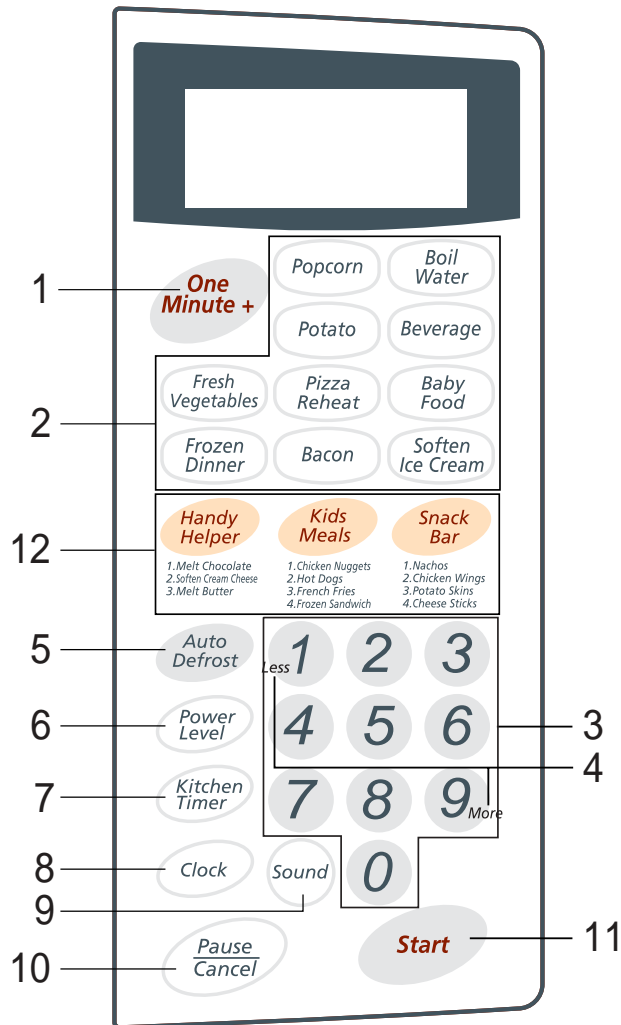 Popcorn
Boil
Water
1
One
Minute +
Potato
Beverage
Fresh
Vegetables
Pizza
Reheat
Baby
Food
2
Frozen
Dinner
Bacon
Soften
Ice Cream
12
Handy
Helper
1.Melt Chocolate
2.Soften Cream Cheese
3.Melt Butter
Kids
Meals
1.Chicken Nuggets
2.Hot Dogs
3.French Fries
4.Frozen Sandwich
Snack
Bar
1.Nachos
2.Chicken Wings
3.Potato Skins
4.Cheese Sticks
5
Auto
Defrost
Less
1
2
3
6
Power
Level
4
5
6
3
4
7
Kitchen
Timer
7
8
9
More
8
Clock
Sound
0
9
10
Pause
Cancel
Start
11